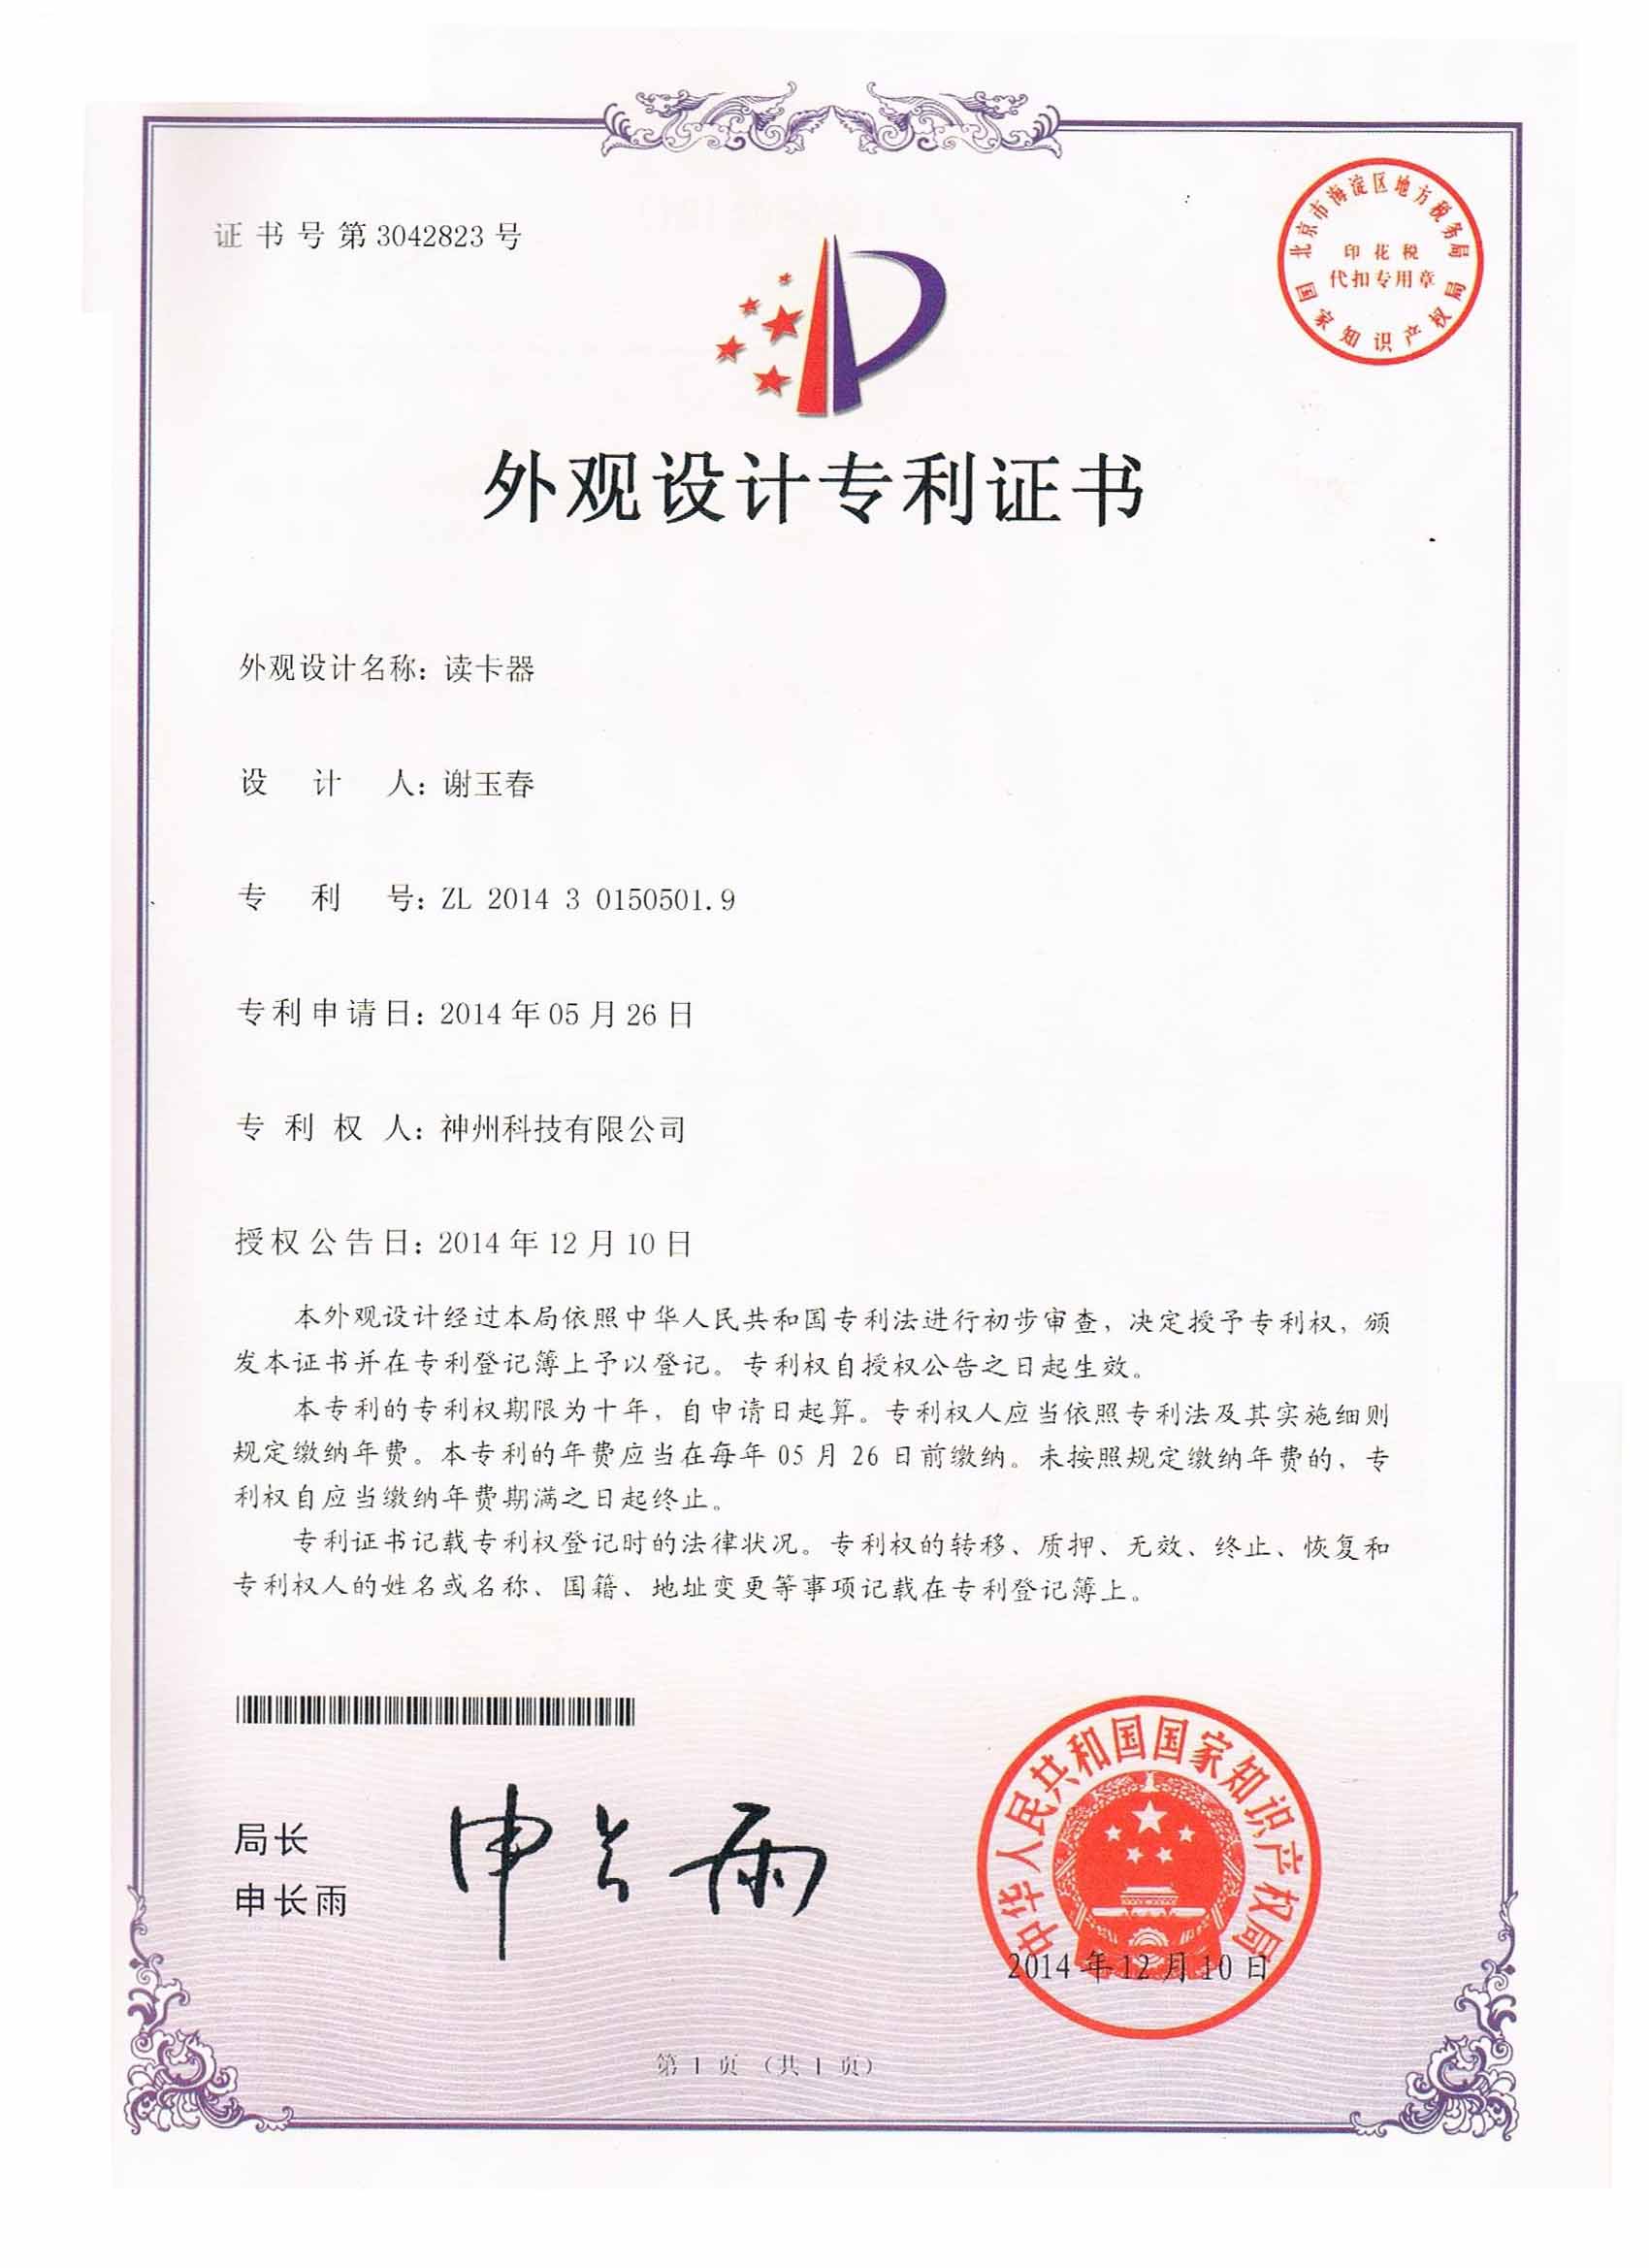 证书号第3042823号
北京市海淀区地方税务局
印花税
代扣专用章
国家知识产权局
外观设计专利证书
外观设计名称：读卡器
设计人：谢玉春
专利号：ZL 2014 3 0150501.9
专利申请日：2014年05月26日
专利权人：神州科技有限公司
授权公告日：2014年12月10日
本外观设计经过本局依照中华人民共和国专利法进行初步审查，决定授予专利权，颁
发本证书并在专利登记簿上予以登记。专利权自授权公告之日起生效。
本专利的专利权期限为十年，自申请日起算。专利权人应当依照专利法及其实施细则
规定缴纳年费。本专利的年费应当在每年05月26日前缴纳。未按照规定缴纳年费的，专
利权自应当缴纳年费期满之日起终止。
专利证书记载专利权登记时的法律状况。专利权的转移、质押、无效、终止、恢复和
专利权人的姓名或名称、国籍、地址变更等事项记载在专利登记簿上。
局长
申长雨
申长雨
中华人民共和国国家知识产权局
2014年12月10日
第1页（共1页）